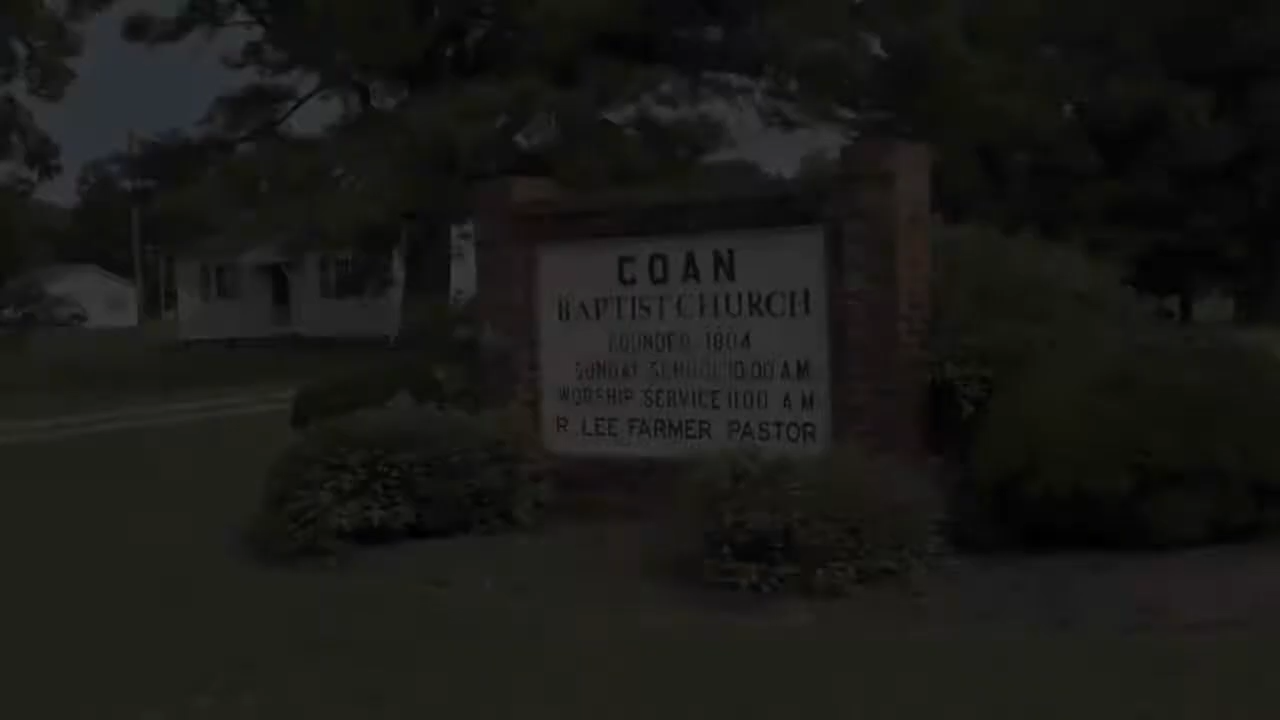 COAN
BAPTIST CHURCH
FOUNDED 1804
SUNDAY SCHOOL 10:00 A.M.
WORSHIP SERVICE 11:00 A.M.
R. LEE FARMER PASTOR